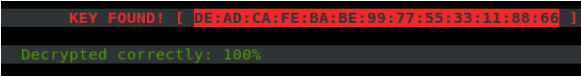 KEY FOUND! [ DE:AD:CA:FE:BA:BE:99:77:55:33:11:88:66 ]
Decrypted correctly: 100%